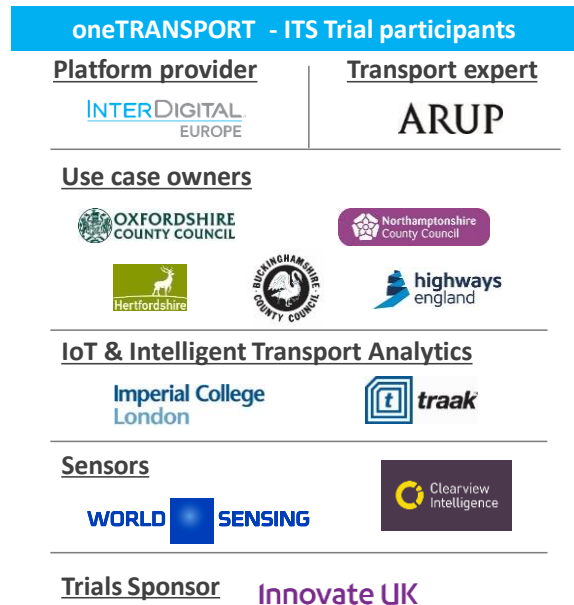 oneTRANSPORT - ITS Trial participants
Platform provider
Transport expert
INTERDIGITAL
EUROPE
ARUP
Use case owners
OXFORDSHIRE
COUNTY COUNCIL
Northamptonshire
County Council
Hertfordshire
BUCKINGHAMSHIRE
COUNTY COUNCIL
highways
england
IoT & Intelligent Transport Analytics
Imperial College
London
t traak
Sensors
WORLD SENSING
Clearview
Intelligence
Trials Sponsor
Innovate UK